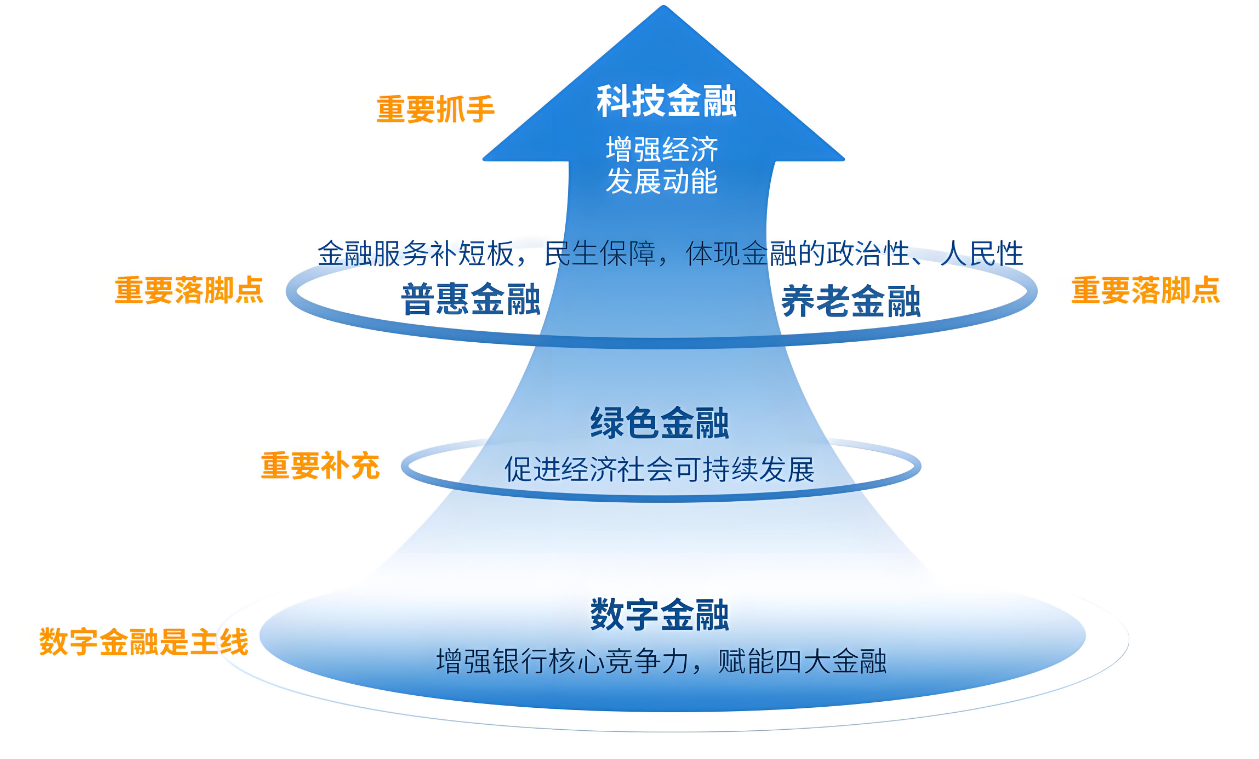 科技金融
重要抓手
增强经济
发展动能
金融服务补短板，民生保障，体现金融的政治性、人民性
重要落脚点
普惠金融
养老金融
重要落脚点
绿色金融
重要补充
促进经济社会可持续发展
数字金融
数字金融是主线
增强银行核心竞争力，赋能四大金融